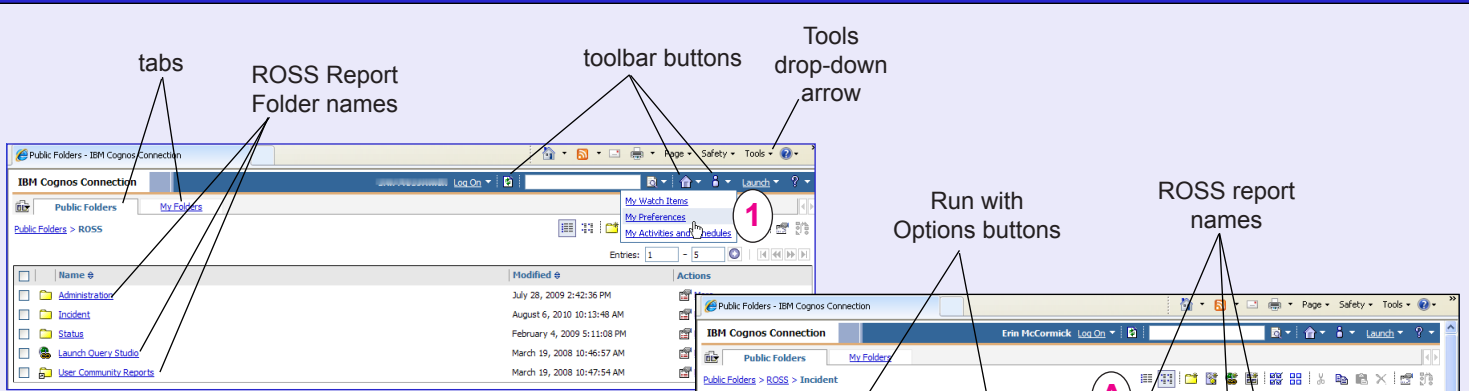 tabs
ROSS Report
Folder names
toolbar buttons
Tools
drop-down
arrow
Public Folders - IBM Cognos Connection
Page Safety Tools
IBM Cognos Connection
Log On
Launch ?
Public Folders
My Folders
My Watch Items
My Preferences
My Activities and Schedules
1
Public Folders > ROSS
Entries: 1 - 5
Name Modified Actions
Administration July 28, 2009 2:42:36 PM
Incident August 6, 2010 10:13:48 AM
Status February 4, 2009 5:11:08 PM
Launch Query Studio March 19, 2008 10:46:57 AM
User Community Reports March 19, 2008 10:47:54 AM
Run with
Options buttons
ROSS report
names
Public Folders - IBM Cognos Connection
Page Safety Tools
IBM Cognos Connection
Erin McCormick Log On
Launch ?
Public Folders
My Folders
Public Folders > ROSS > Incident
A